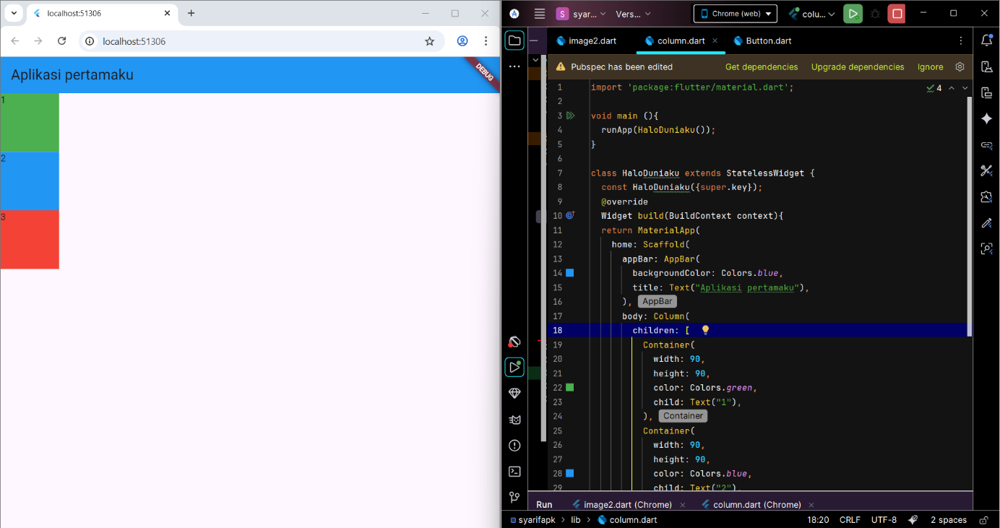 localhost:51306
localhost:51306
Aplikasi pertamaku
DEBUG
1
2
3
S syar...
Vers...
Chrome (web)
colu...
image2.dart
column.dart
Button.dart
Pubspec has been edited
Get dependencies
Upgrade dependencies
Ignore
4
1 import 'package:flutter/material.dart';
2
3 void main (){
4 runApp(HaloDuniaku());
5 }
6
7 class HaloDuniaku extends StatelessWidget {
8 const HaloDuniaku({super.key});
9 @override
10 Widget build(BuildContext context){
11 return MaterialApp(
12 home: Scaffold(
13 appBar: AppBar(
14 backgroundColor: Colors.blue,
15 title: Text("Aplikasi pertamaku"),
16 ), AppBar
17 body: Column(
18 children: [
19 Container(
20 width: 90,
21 height: 90,
22 color: Colors.green,
23 child: Text("1"),
24 ), Container
25 Container(
26 width: 90,
27 height: 90,
28 color: Colors.blue,
29 child: Text("2"),
Run
image2.dart (Chrome)
column.dart (Chrome)
syarifapk > lib > column.dart
18:20 CRLF UTF-8 2 spaces